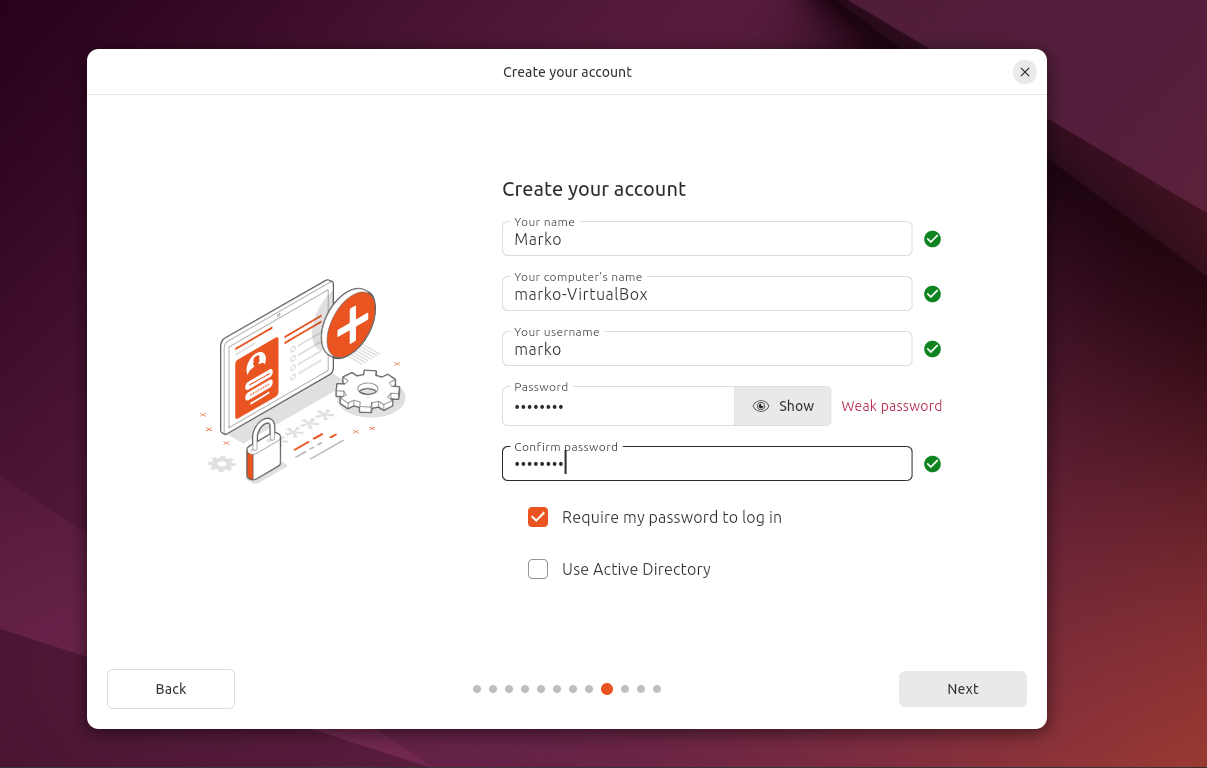 Create your account
Create your account
Your name
Marko
Your computer's name
marko-VirtualBox
Your username
marko
Password
••••••••
Show
Weak password
Confirm password
••••••••
Require my password to log in
Use Active Directory
Back
Next